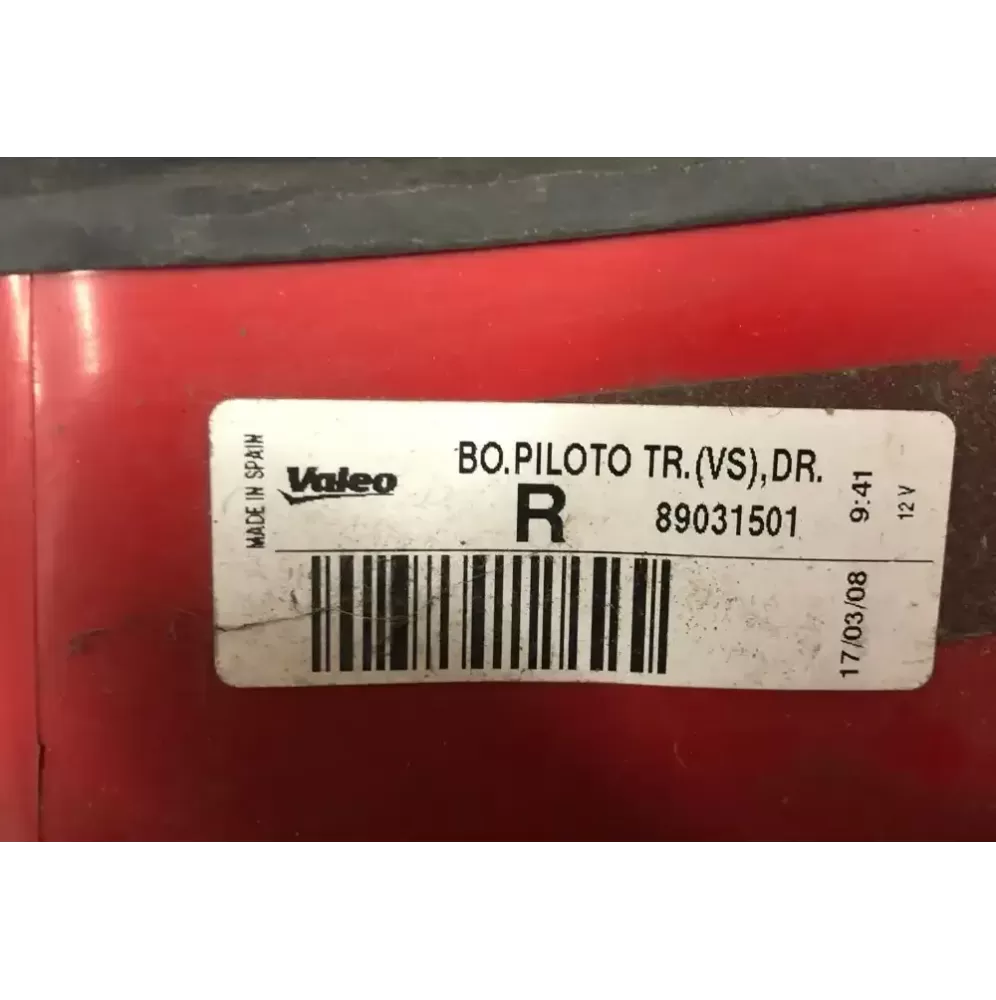 MADE IN SPAIN
Valeo
BO.PILOTO TR.(VS),DR.
R
89031501
9:41
12 V
17/03/08